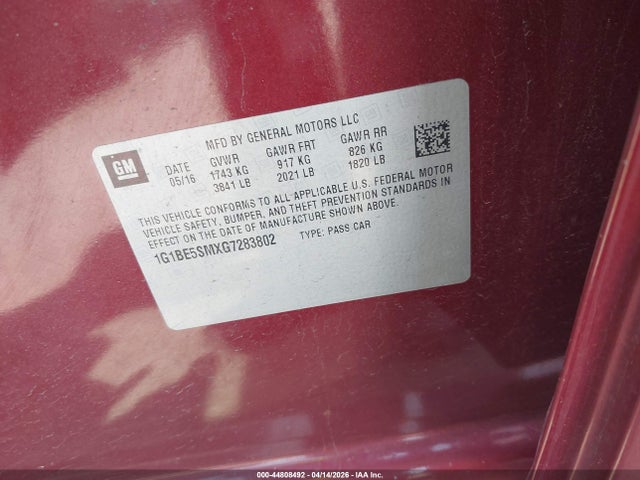 GM
MFD BY GENERAL MOTORS LLC
DATE GVWR GAWR FRT GAWR RR
05/16 1743 KG 917 KG 826 KG
3841 LB 2021 LB 1820 LB
THIS VEHICLE CONFORMS TO ALL APPLICABLE U.S. FEDERAL MOTOR
VEHICLE SAFETY, BUMPER, AND THEFT PREVENTION STANDARDS IN
EFFECT ON THE DATE OF MANUFACTURE SHOWN ABOVE.
1G1BE5SMXG7283802 TYPE: PASS CAR
000-44808492 - 04/14/2026 - IAA Inc.